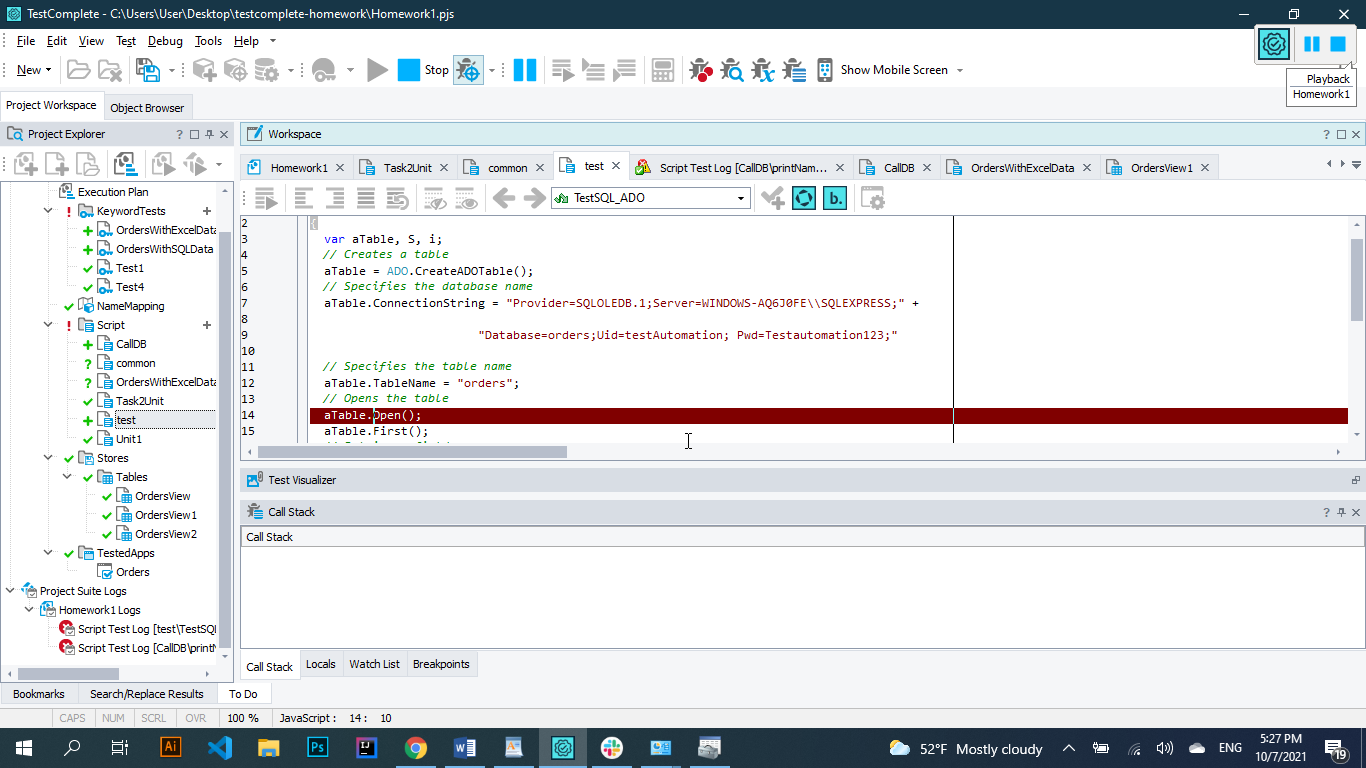 TestComplete - C:\Users\User\Desktop\testcomplete-homework\Homework1.pjs
File Edit View Test Debug Tools Help
New Stop Show Mobile Screen
Playback
Homework1
Project Workspace Object Browser
Project Explorer
Execution Plan
KeywordTests
OrdersWithExcelData
OrdersWithSQLData
Test1
Test4
NameMapping
Script
CallDB
common
OrdersWithExcelData
Task2Unit
test
Unit1
Stores
Tables
OrdersView
OrdersView1
OrdersView2
TestedApps
Orders
Project Suite Logs
Homework1 Logs
Script Test Log [test\TestSQL
Script Test Log [CallDB\printN
Workspace
Homework1 Task2Unit common test Script Test Log [CallDB\printNam... CallDB OrdersWithExcelData OrdersView1
TestSQL_ADO
b.
2 {
3 var aTable, S, i;
4 // Creates a table
5 aTable = ADO.CreateADOTable();
6 // Specifies the database name
7 aTable.ConnectionString = "Provider=SQLOLEDB.1;Server=WINDOWS-AQ6J0FE\\SQLEXPRESS;" +
8
9 "Database=orders;Uid=testAutomation; Pwd=Testautomation123;"
10
11 // Specifies the table name
12 aTable.TableName = "orders";
13 // Opens the table
14 aTable.Open();
15 aTable.First();
Test Visualizer
Call Stack
Call Stack
Call Stack Locals Watch List Breakpoints
Bookmarks Search/Replace Results To Do
CAPS NUM SCRL OVR 100 % JavaScript : 14 : 10
Ai Ps IJ W
52°F Mostly cloudy ENG
5:27 PM
10/7/2021
19